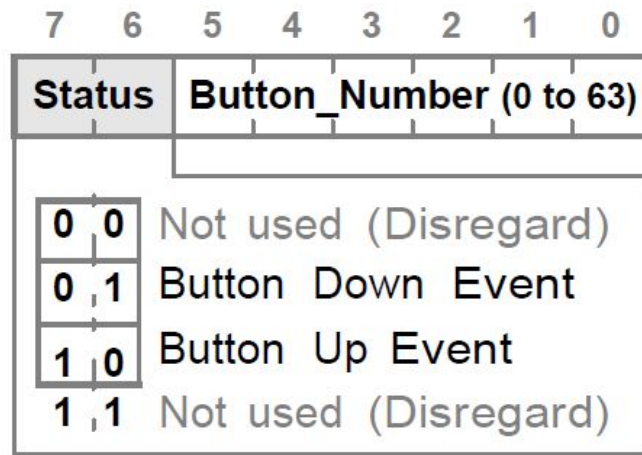 7 6 5 4 3 2 1 0
Status Button_Number (0 to 63)
0 0 Not used (Disregard)
0 1 Button Down Event
1 0 Button Up Event
1 1 Not used (Disregard)